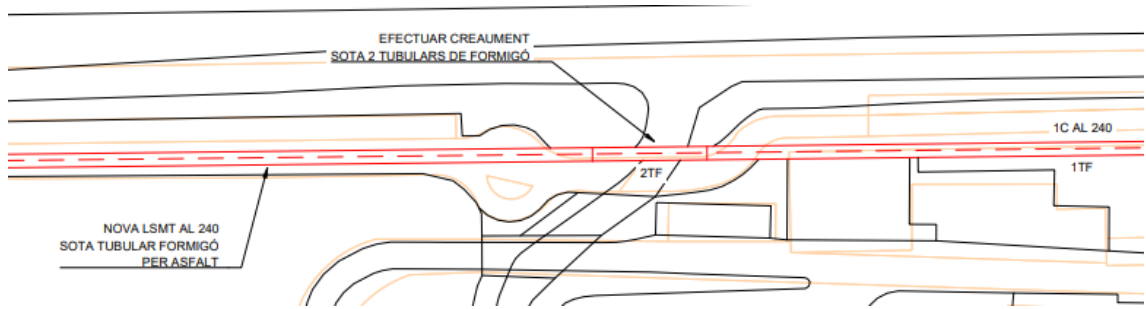 EFECTUAR CREAUMENT
SOTA 2 TUBULARS DE FORMIGÓ
1C AL 240
2TF
1TF
NOVA LSMT AL 240
SOTA TUBULAR FORMIGÓ
PER ASFALT